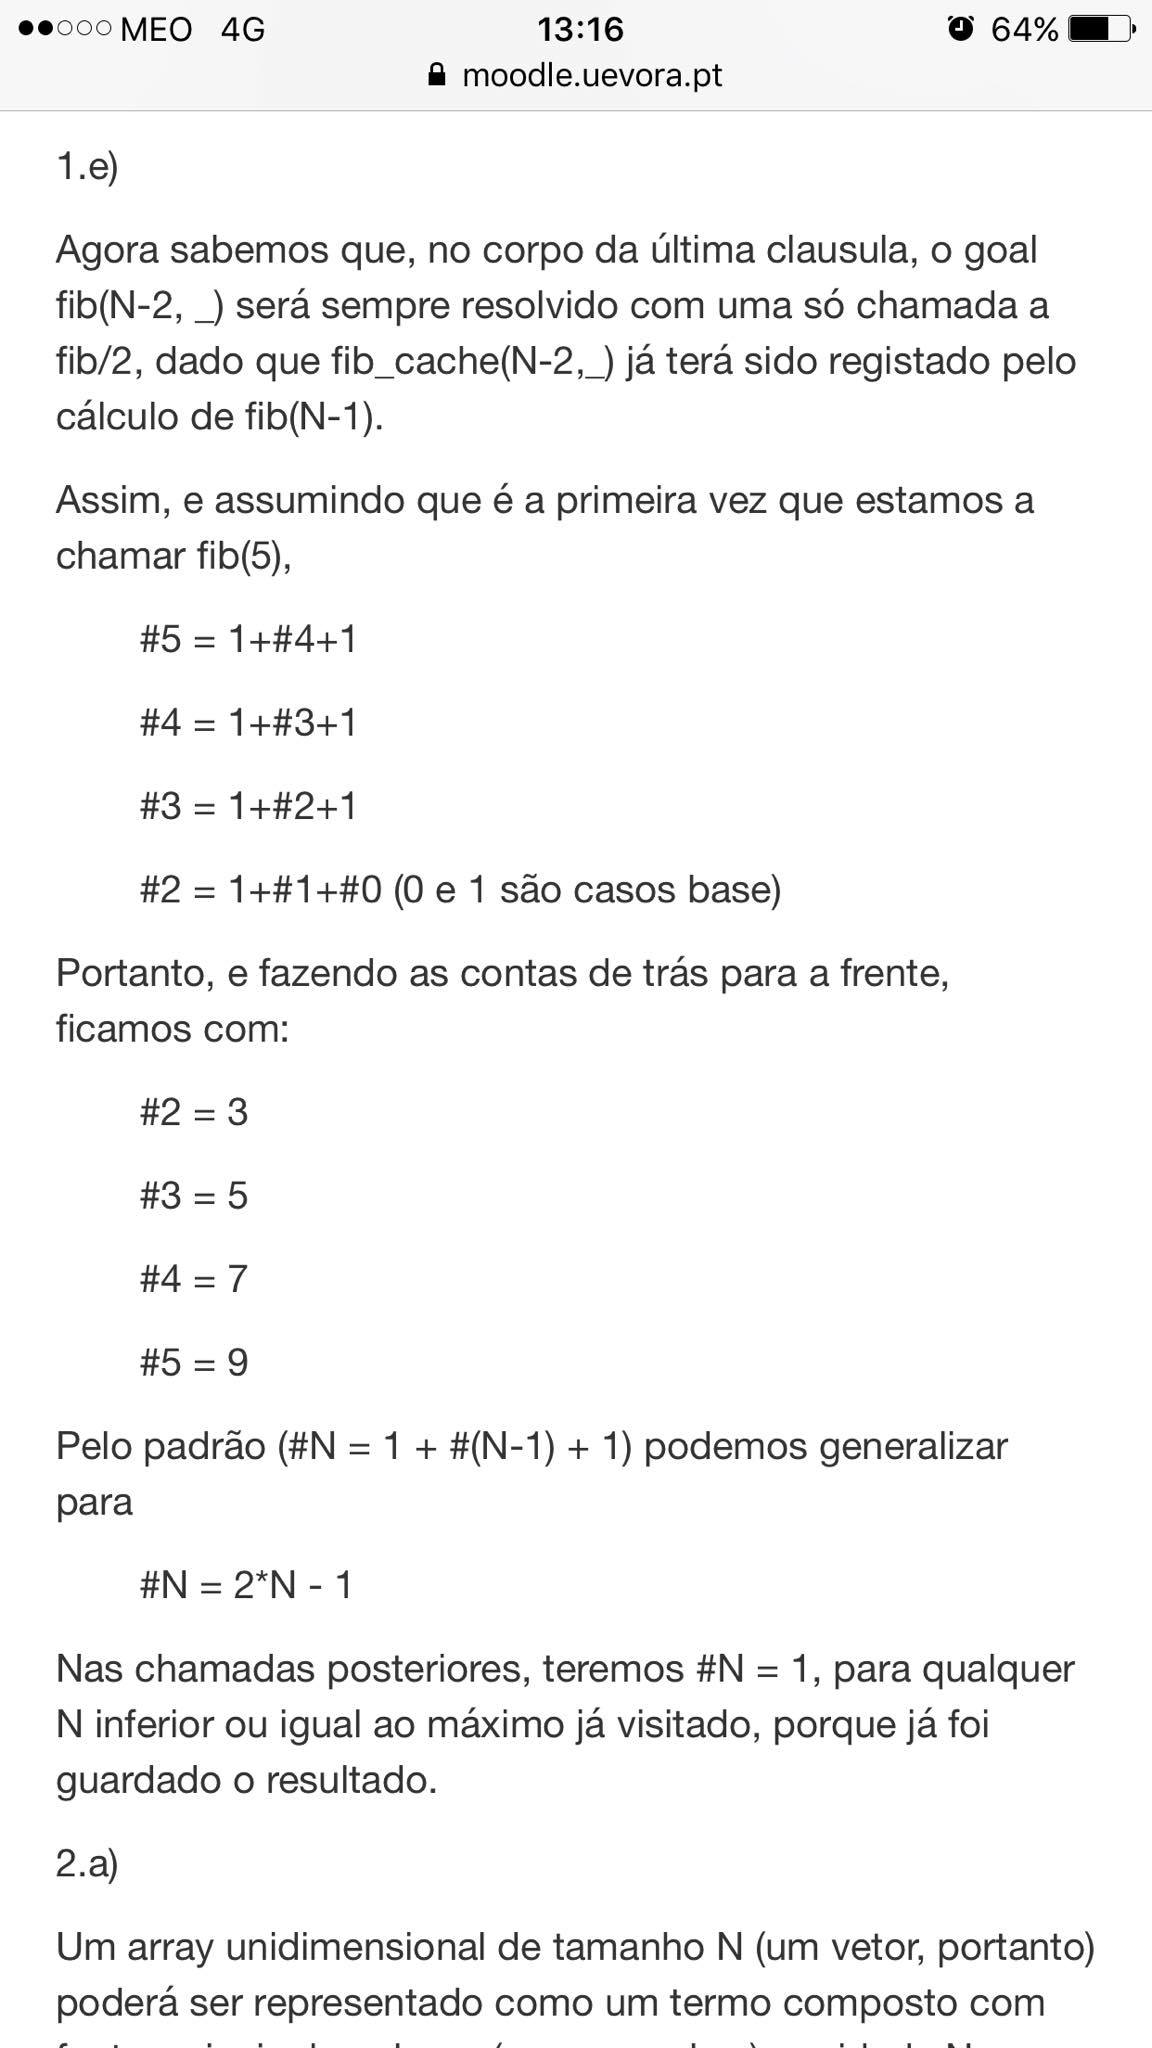 MEO 4G 13:16 64%
moodle.uevora.pt
1.e)
Agora sabemos que, no corpo da última clausula, o goal
fib(N-2, _) será sempre resolvido com uma só chamada a
fib/2, dado que fib_cache(N-2,_) já terá sido registado pelo
cálculo de fib(N-1).
Assim, e assumindo que é a primeira vez que estamos a
chamar fib(5),
#5 = 1+#4+1
#4 = 1+#3+1
#3 = 1+#2+1
#2 = 1+#1+#0 (0 e 1 são casos base)
Portanto, e fazendo as contas de trás para a frente,
ficamos com:
#2 = 3
#3 = 5
#4 = 7
#5 = 9
Pelo padrão (#N = 1 + #(N-1) + 1) podemos generalizar
para
#N = 2*N - 1
Nas chamadas posteriores, teremos #N = 1, para qualquer
N inferior ou igual ao máximo já visitado, porque já foi
guardado o resultado.
2.a)
Um array unidimensional de tamanho N (um vetor, portanto)
poderá ser representado como um termo composto com